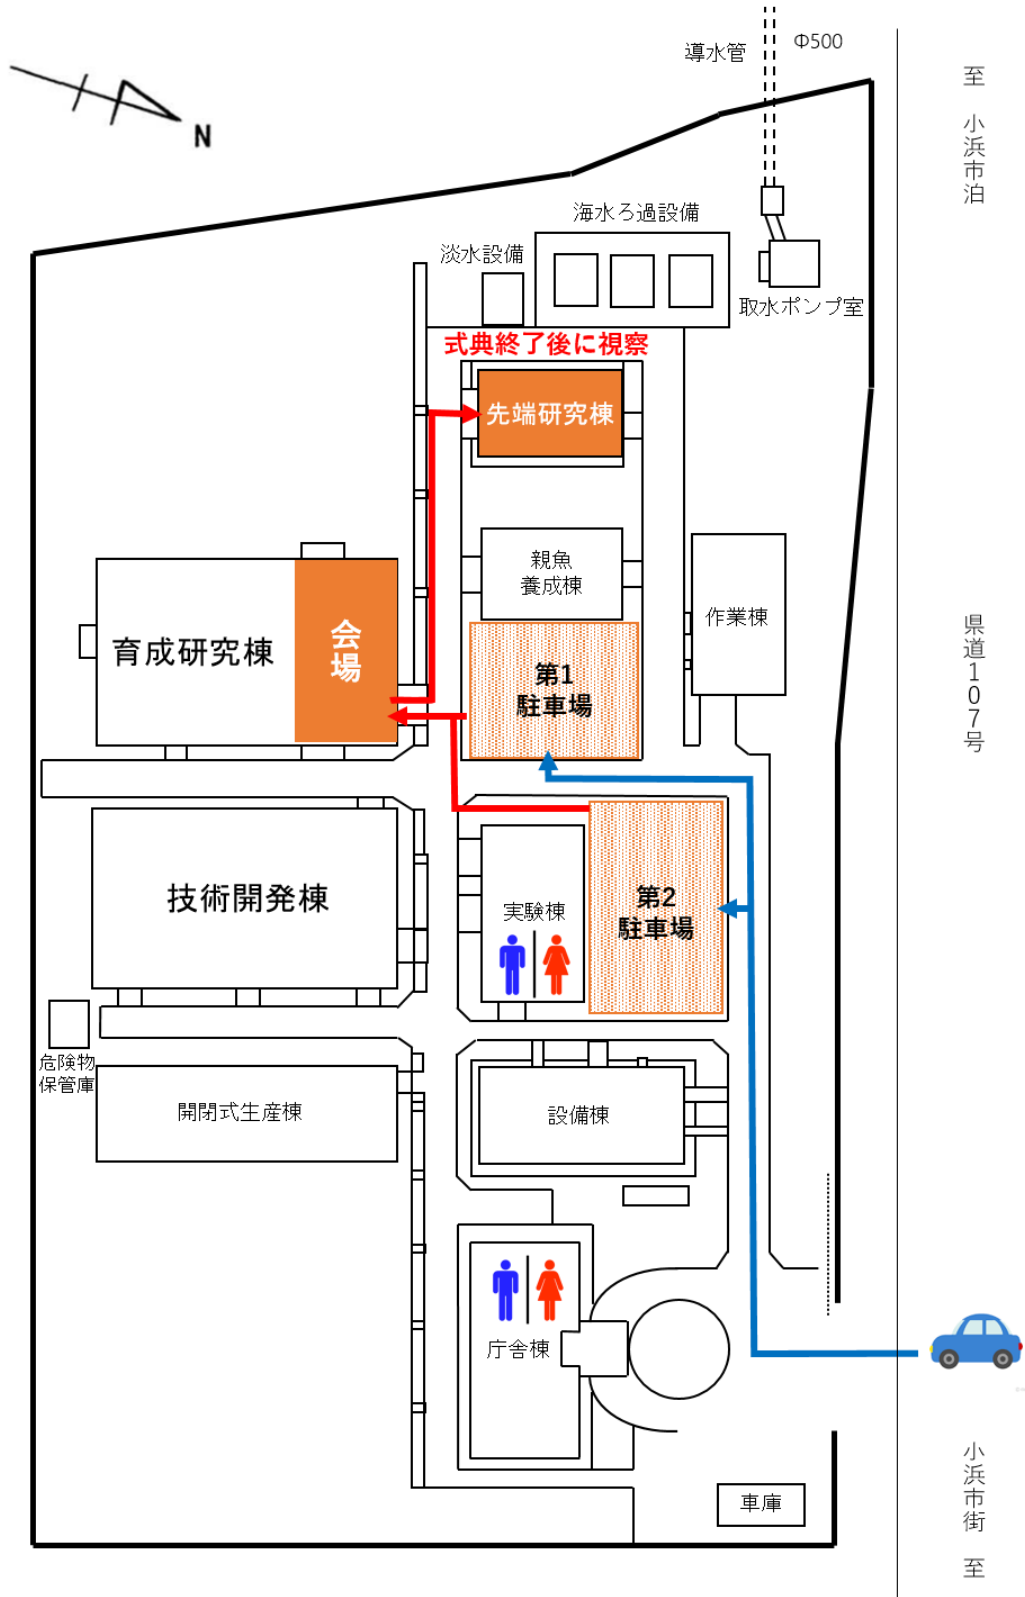 導水管
Φ500
N
至 小浜市泊
海水ろ過設備
淡水設備
取水ポンプ室
式典終了後に視察
先端研究棟
親魚
養成棟
作業棟
育成研究棟
会場
第1
駐車場
県道107号
技術開発棟
実験棟
第2
駐車場
危険物
保管庫
開閉式生産棟
設備棟
庁舎棟
車庫
小浜市街 至